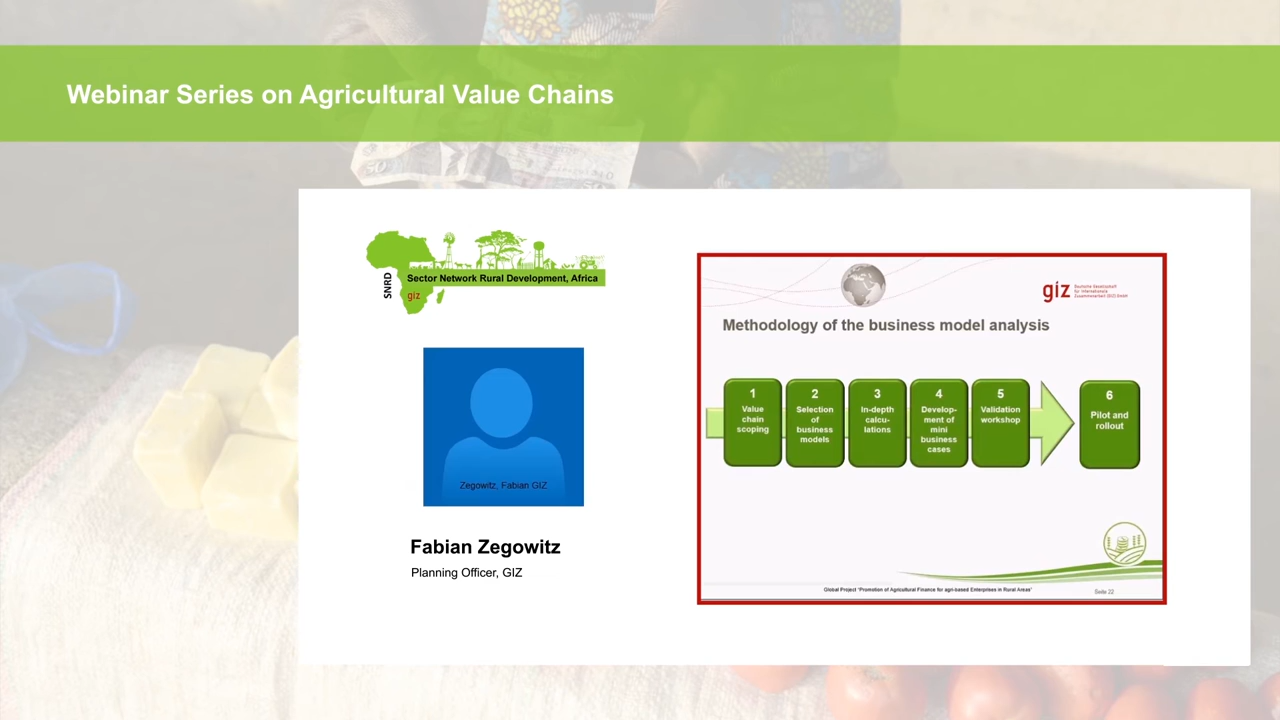 Webinar Series on Agricultural Value Chains
SNRD
Sector Network Rural Development, Africa
giz
Zegowitz, Fabian GIZ
Fabian Zegowitz
Planning Officer, GIZ
giz
Deutsche Gesellschaft
für Internationale
Zusammenarbeit (GIZ) GmbH
Methodology of the business model analysis
1
Value
chain
scoping
2
Selection
of
business
models
3
In-depth
calcu-
lations
4
Develop-
ment of
mini
business
cases
5
Validation
workshop
6
Pilot and
rollout
Global Project "Promotion of Agricultural Finance for agri-based Enterprises in Rural Areas"
Seite 22